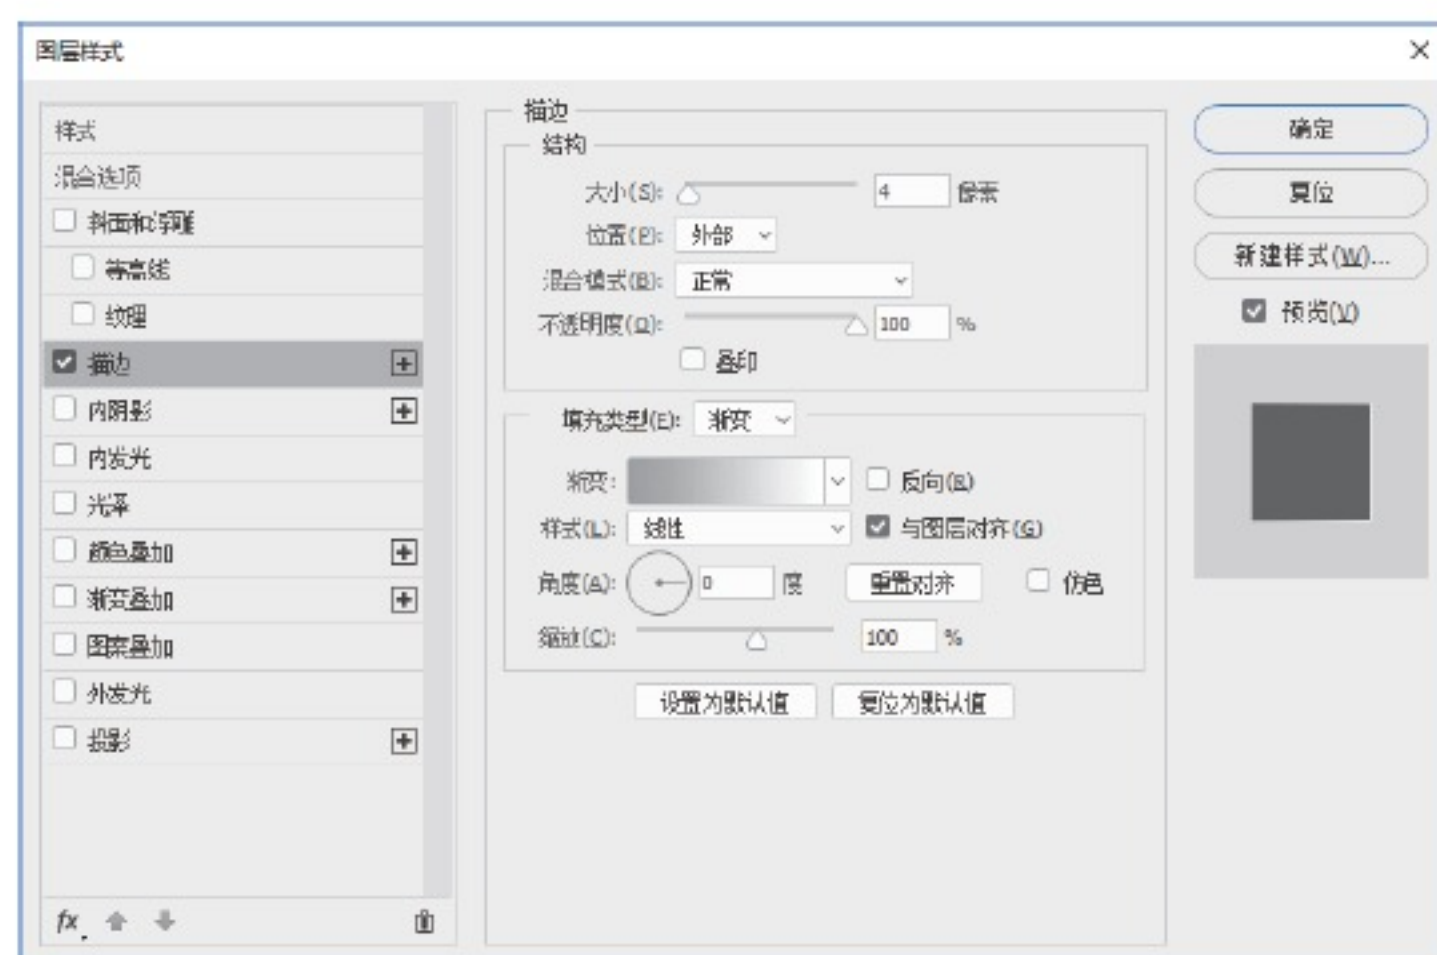 图层样式
样式
混合选项
斜面和浮雕
等高线
纹理
描边
内阴影
内发光
光泽
颜色叠加
渐变叠加
图案叠加
外发光
投影
fx
描边
结构
大小(S): 4 像素
位置(P): 外部
混合模式(B): 正常
不透明度(O): 100 %
叠印
填充类型(F): 渐变
渐变: 反向(R)
样式(L): 线性 与图层对齐(G)
角度(A): 0 度 重置对齐 仿色
缩放(C): 100 %
设置为默认值 复位为默认值
确定
复位
新建样式(W)...
预览(V)